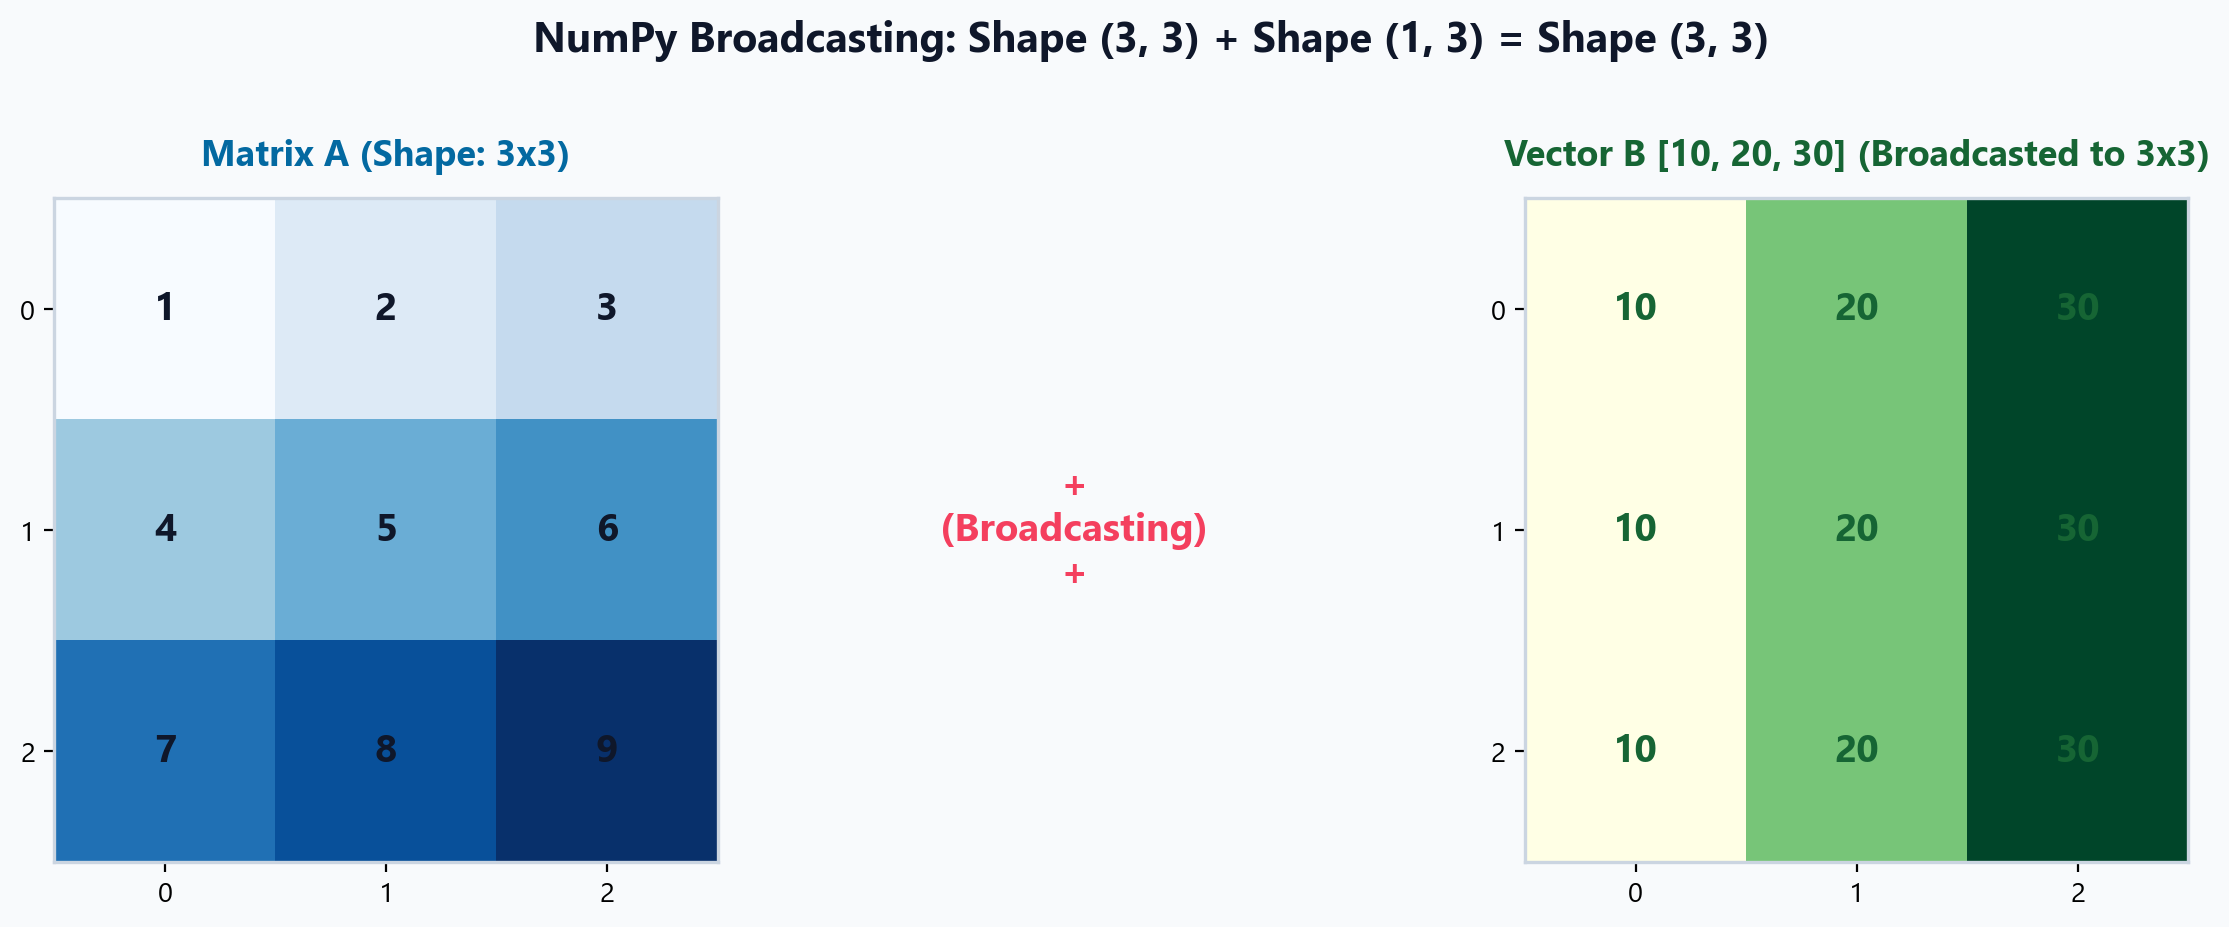 NumPy Broadcasting: Shape (3, 3) + Shape (1, 3) = Shape (3, 3)
Matrix A (Shape: 3x3)
0 1 2 3
1 4 5 6
2 7 8 9
0 1 2
+
(Broadcasting)
+
Vector B [10, 20, 30] (Broadcasted to 3x3)
0 10 20 30
1 10 20 30
2 10 20 30
0 1 2